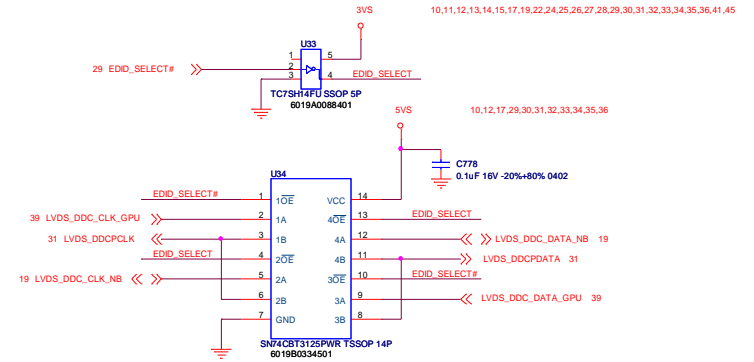 3VS 10,11,12,13,14,15,17,19,22,24,25,26,27,28,29,30,31,32,33,34,35,36,41,45
U33
1 5
29 EDID_SELECT# 2
3 4 EDID_SELECT
TC7SH14FU SSOP 5P
6019A0088401
5VS 10,12,17,29,30,31,32,33,34,35,36
C778
0.1uF 16V -20%+80% 0402
U34
EDID_SELECT# 1 1OE VCC 14
39 LVDS_DDC_CLK_GPU 2 1A 4OE 13 EDID_SELECT
31 LVDS_DDCPCLK 3 1B 4A 12 LVDS_DDC_DATA_NB 19
EDID_SELECT 4 2OE 4B 11 LVDS_DDCPDATA 31
19 LVDS_DDC_CLK_NB 5 2A 3OE 10 EDID_SELECT#
6 2B 3A 9 LVDS_DDC_DATA_GPU 39
7 GND 3B 8
SN74CBT3125PWR TSSOP 14P
6019B0334501